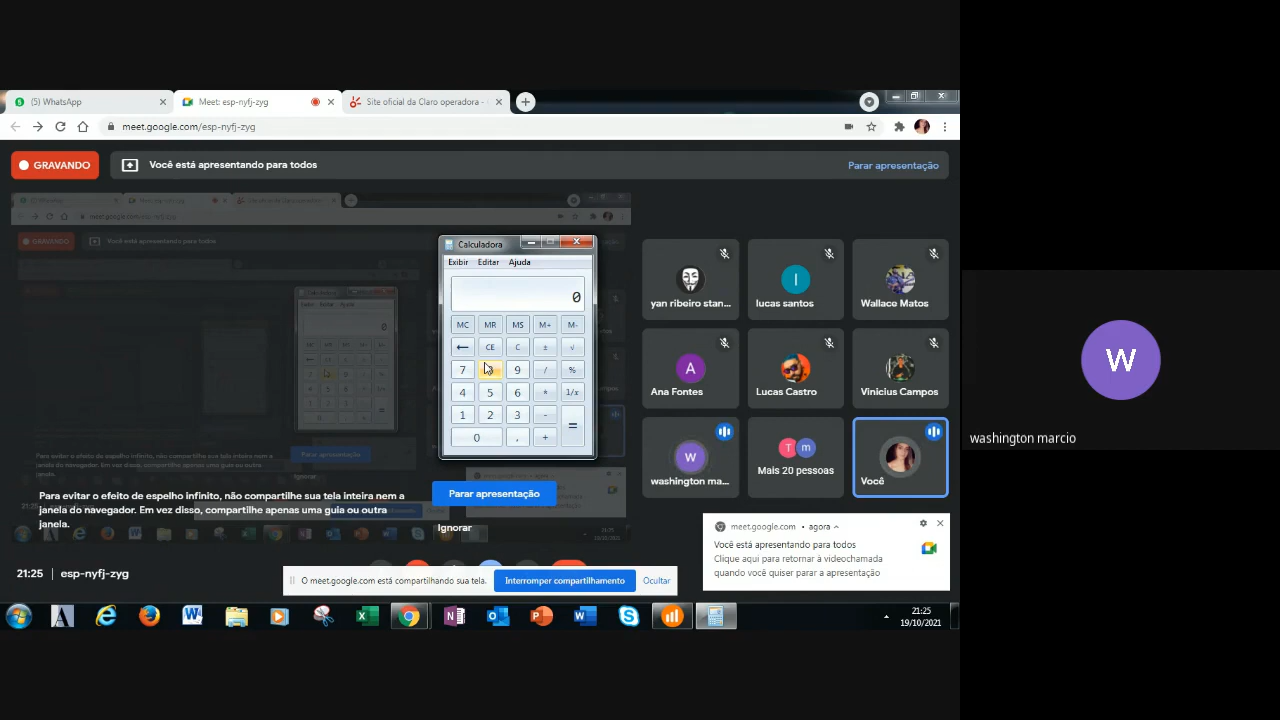 (5) WhatsApp
Meet: esp-nyfj-zyg
Site oficial da Claro operadora -
meet.google.com/esp-nyfj-zyg
GRAVANDO
Você está apresentando para todos
Parar apresentação
Calculadora
Exibir Editar Ajuda
0
MC MR MS M+ M-
← CE C ± √
7 8 9 / %
4 5 6 * 1/x
1 2 3 - =
0 , +
yan ribeiro stan...
lucas santos
Wallace Matos
A
Ana Fontes
Lucas Castro
Vinicius Campos
W
washington ma...
T m
Mais 20 pessoas
Você
W
washington marcio
Para evitar o efeito de espelho infinito, não compartilhe sua tela inteira nem a
janela do navegador. Em vez disso, compartilhe apenas uma guia ou outra
janela.
Parar apresentação
Ignorar
meet.google.com • agora
Você está apresentando para todos
Clique aqui para retornar à videochamada
quando você quiser parar a apresentação
21:25 | esp-nyfj-zyg
O meet.google.com está compartilhando sua tela.
Interromper compartilhamento
Ocultar
21:25
19/10/2021